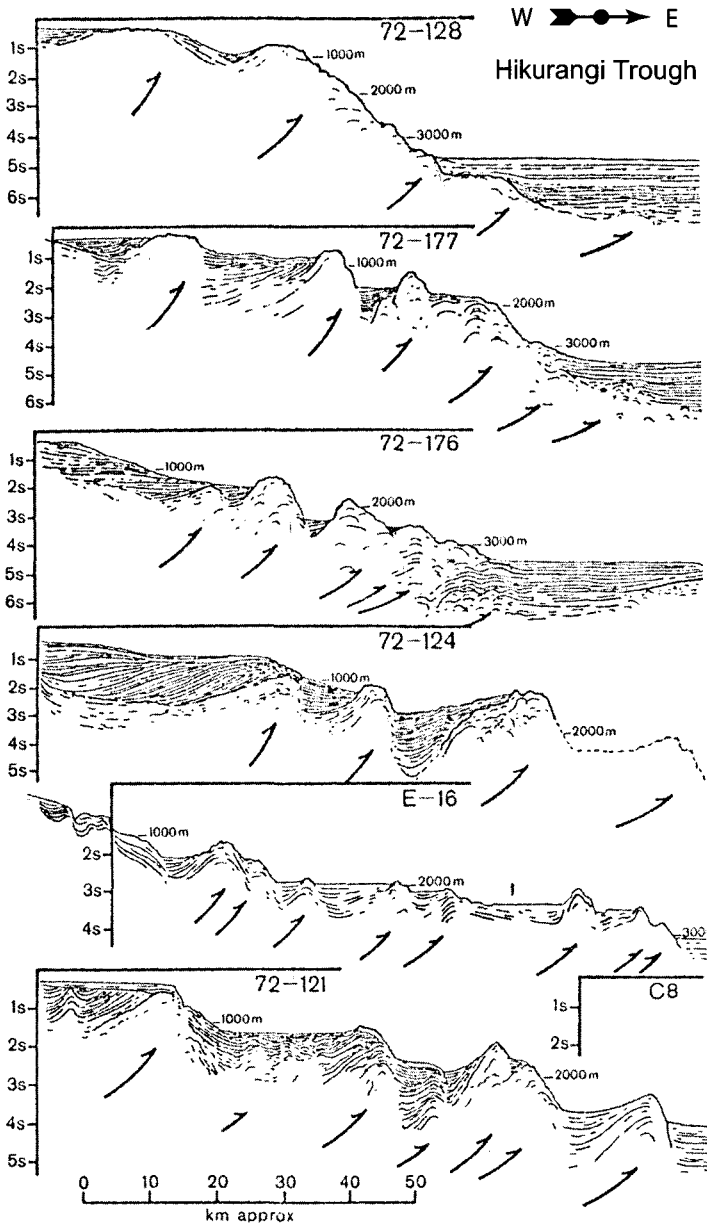 W E
Hikurangi Trough
72-128
1s
2s
3s
4s
5s
6s
1000m
2000m
3000m
72-177
1s
2s
3s
4s
5s
6s
1000m
2000m
3000m
72-176
1s
2s
3s
4s
5s
6s
1000m
2000m
3000m
72-124
1s
2s
3s
4s
5s
1000m
2000m
E-16
2s
3s
4s
1000m
2000m
I
300
72-121
1s
2s
3s
4s
5s
1000m
2000m
C8
1s
2s
0 10 20 30 40 50
km approx